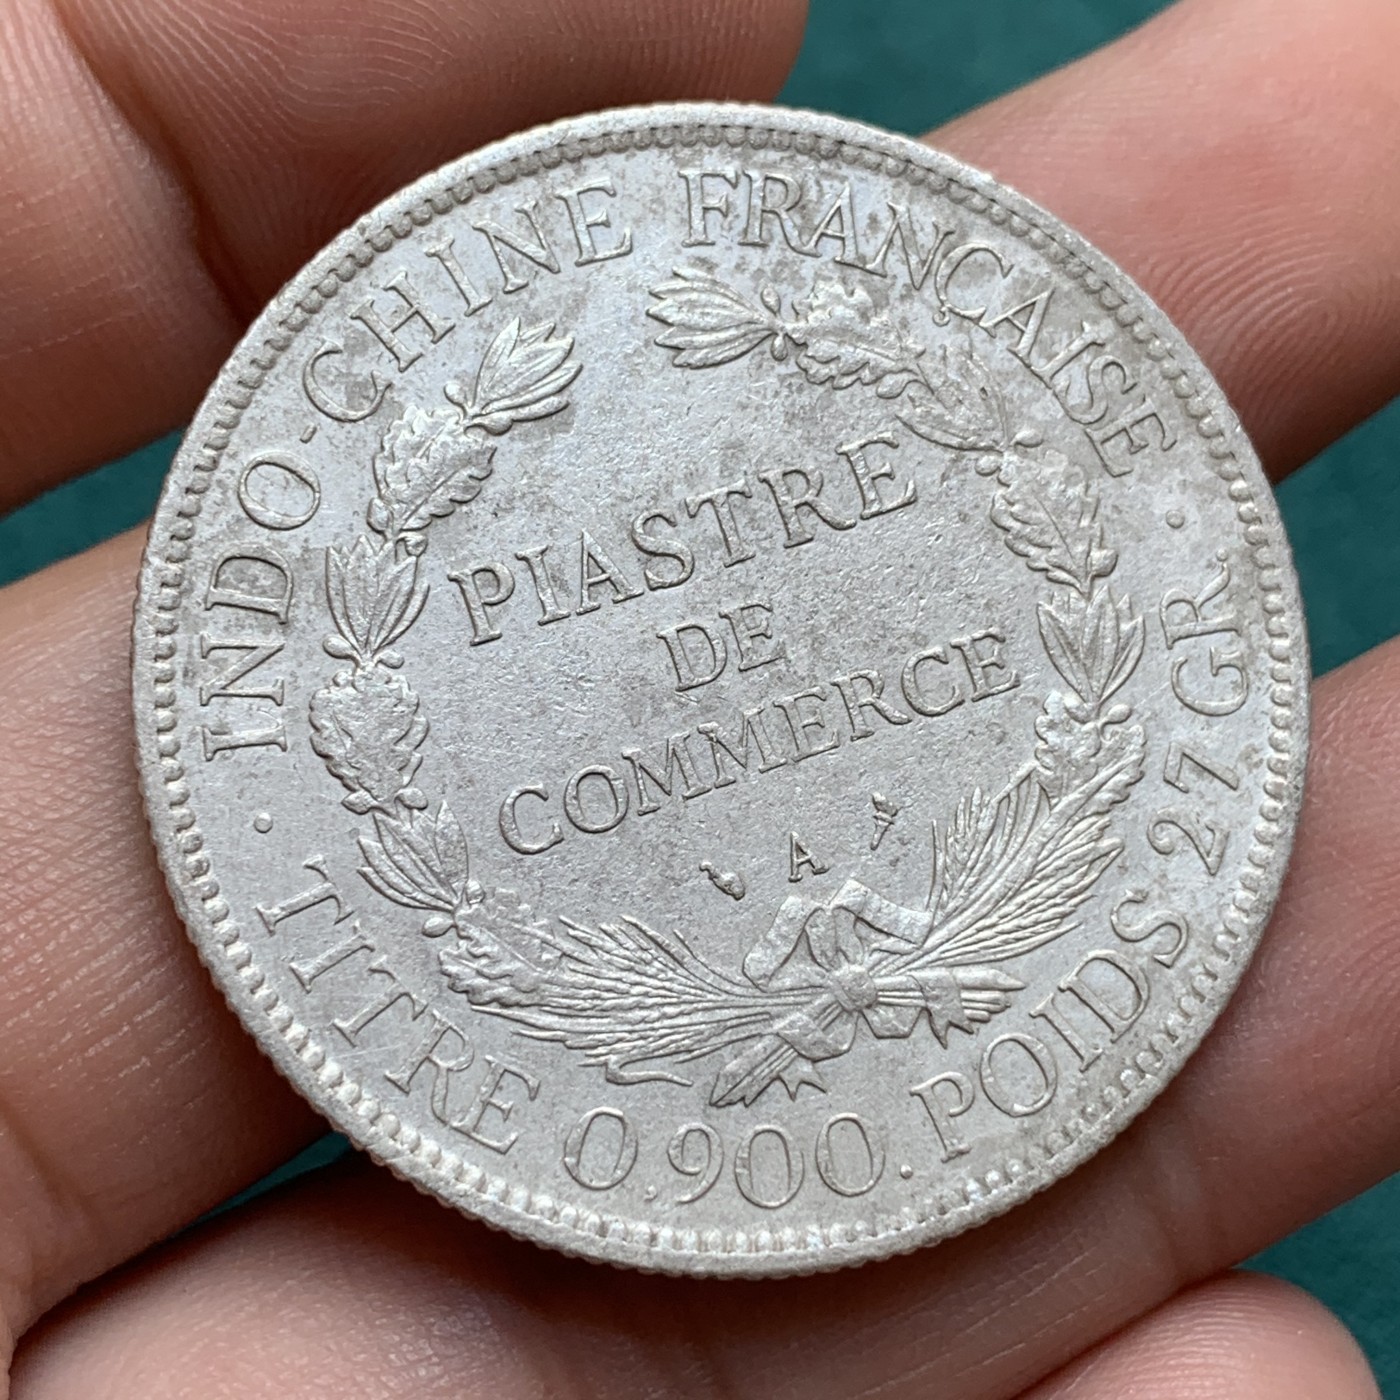 INDO-CHINE FRANÇAISE
PIASTRE
DE
COMMERCE
A
· TITRE 0,900. POIDS 27 GR. ·